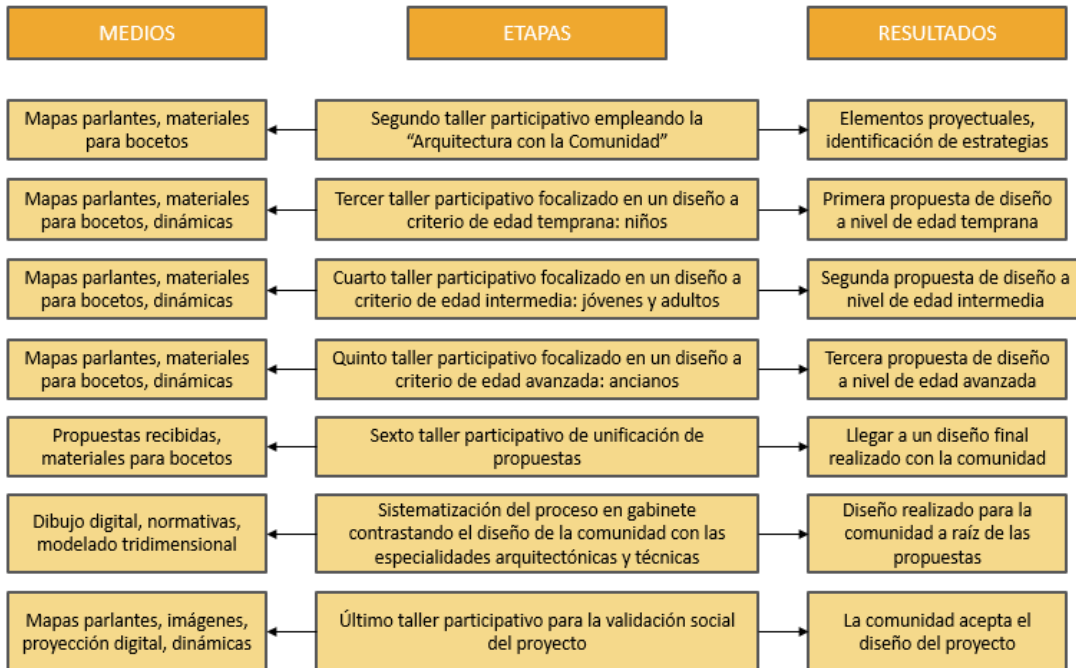 MEDIOS
ETAPAS
RESULTADOS
Mapas parlantes, materiales
para bocetos
Segundo taller participativo empleando la
“Arquitectura con la Comunidad”
Elementos proyectuales,
identificación de estrategias
Mapas parlantes, materiales
para bocetos, dinámicas
Tercer taller participativo focalizado en un diseño a
criterio de edad temprana: niños
Primera propuesta de diseño
a nivel de edad temprana
Mapas parlantes, materiales
para bocetos, dinámicas
Cuarto taller participativo focalizado en un diseño a
criterio de edad intermedia: jóvenes y adultos
Segunda propuesta de diseño a
nivel de edad intermedia
Mapas parlantes, materiales
para bocetos, dinámicas
Quinto taller participativo focalizado en un diseño a
criterio de edad avanzada: ancianos
Tercera propuesta de diseño
a nivel de edad avanzada
Propuestas recibidas,
materiales para bocetos
Sexto taller participativo de unificación de
propuestas
Llegar a un diseño final
realizado con la comunidad
Dibujo digital, normativas,
modelado tridimensional
Sistematización del proceso en gabinete
contrastando el diseño de la comunidad con las
especialidades arquitectónicas y técnicas
Diseño realizado para la
comunidad a raíz de las
propuestas
Mapas parlantes, imágenes,
proyección digital, dinámicas
Último taller participativo para la validación social
del proyecto
La comunidad acepta el
diseño del proyecto